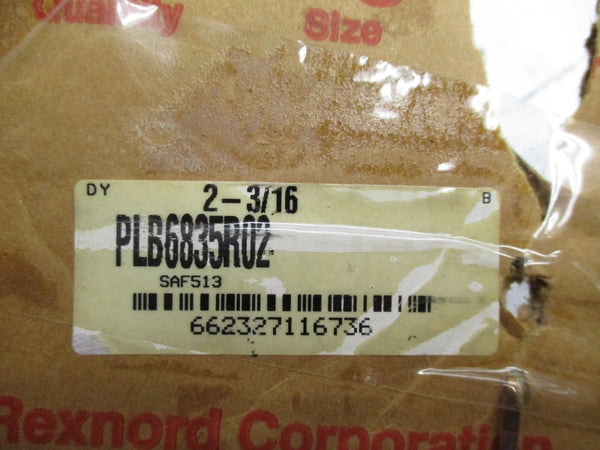 Quantity
Size
DY
2-3/16
B
PLB6835R02
SAF513
662327116736
Rexnord Corporation